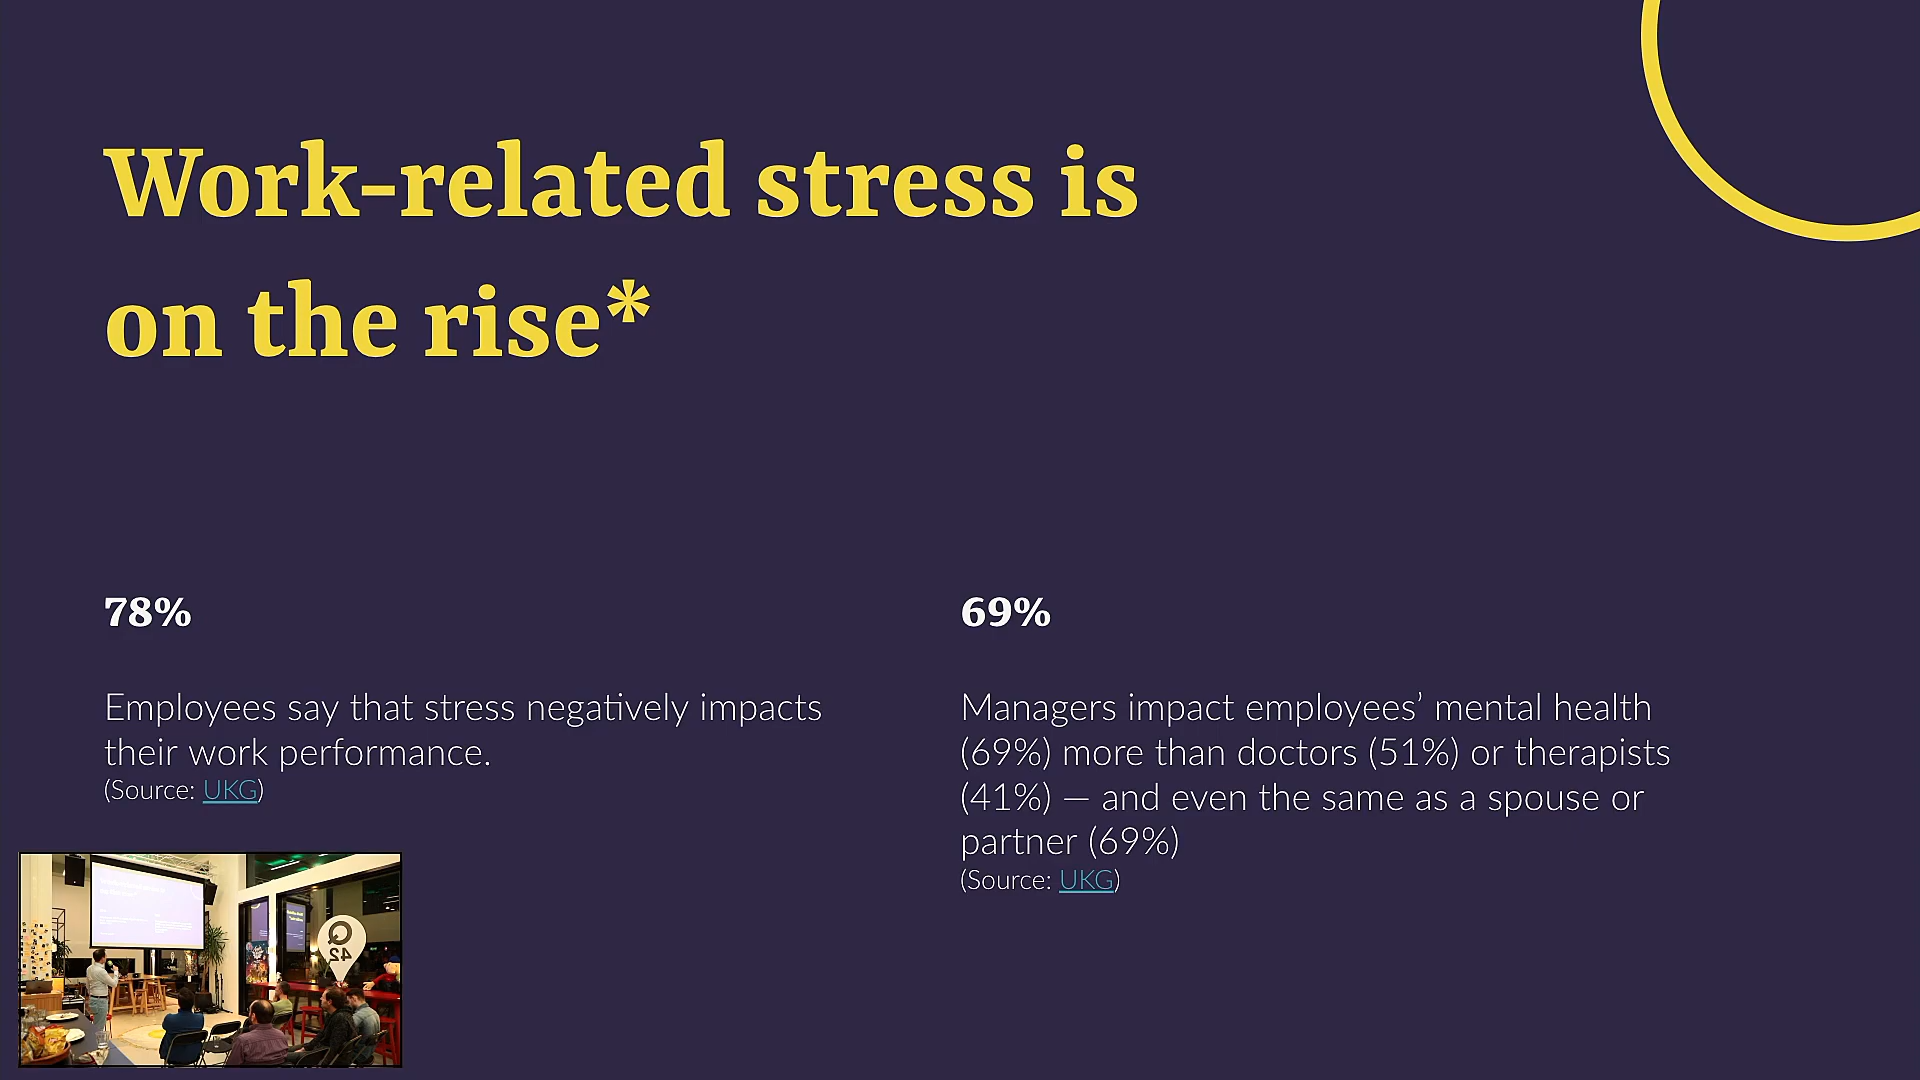 Work-related stress is
on the rise*
78%
Employees say that stress negatively impacts
their work performance.
(Source: UKG)
69%
Managers impact employees’ mental health
(69%) more than doctors (51%) or therapists
(41%) — and even the same as a spouse or
partner (69%)
(Source: UKG)
Q
42